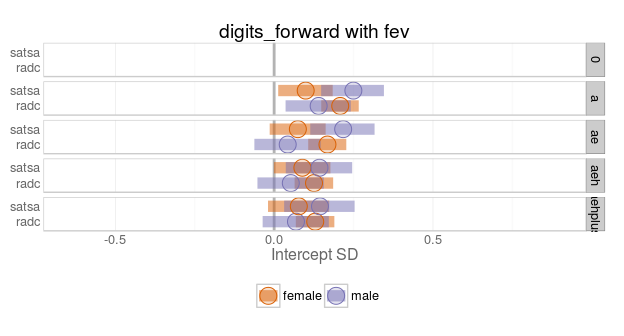 digits_forward with fev
satsa
radc
0
satsa
radc
a
satsa
radc
ae
satsa
radc
aeh
satsa
radc
ehplus
-0.5 0.0 0.5
Intercept SD
female male